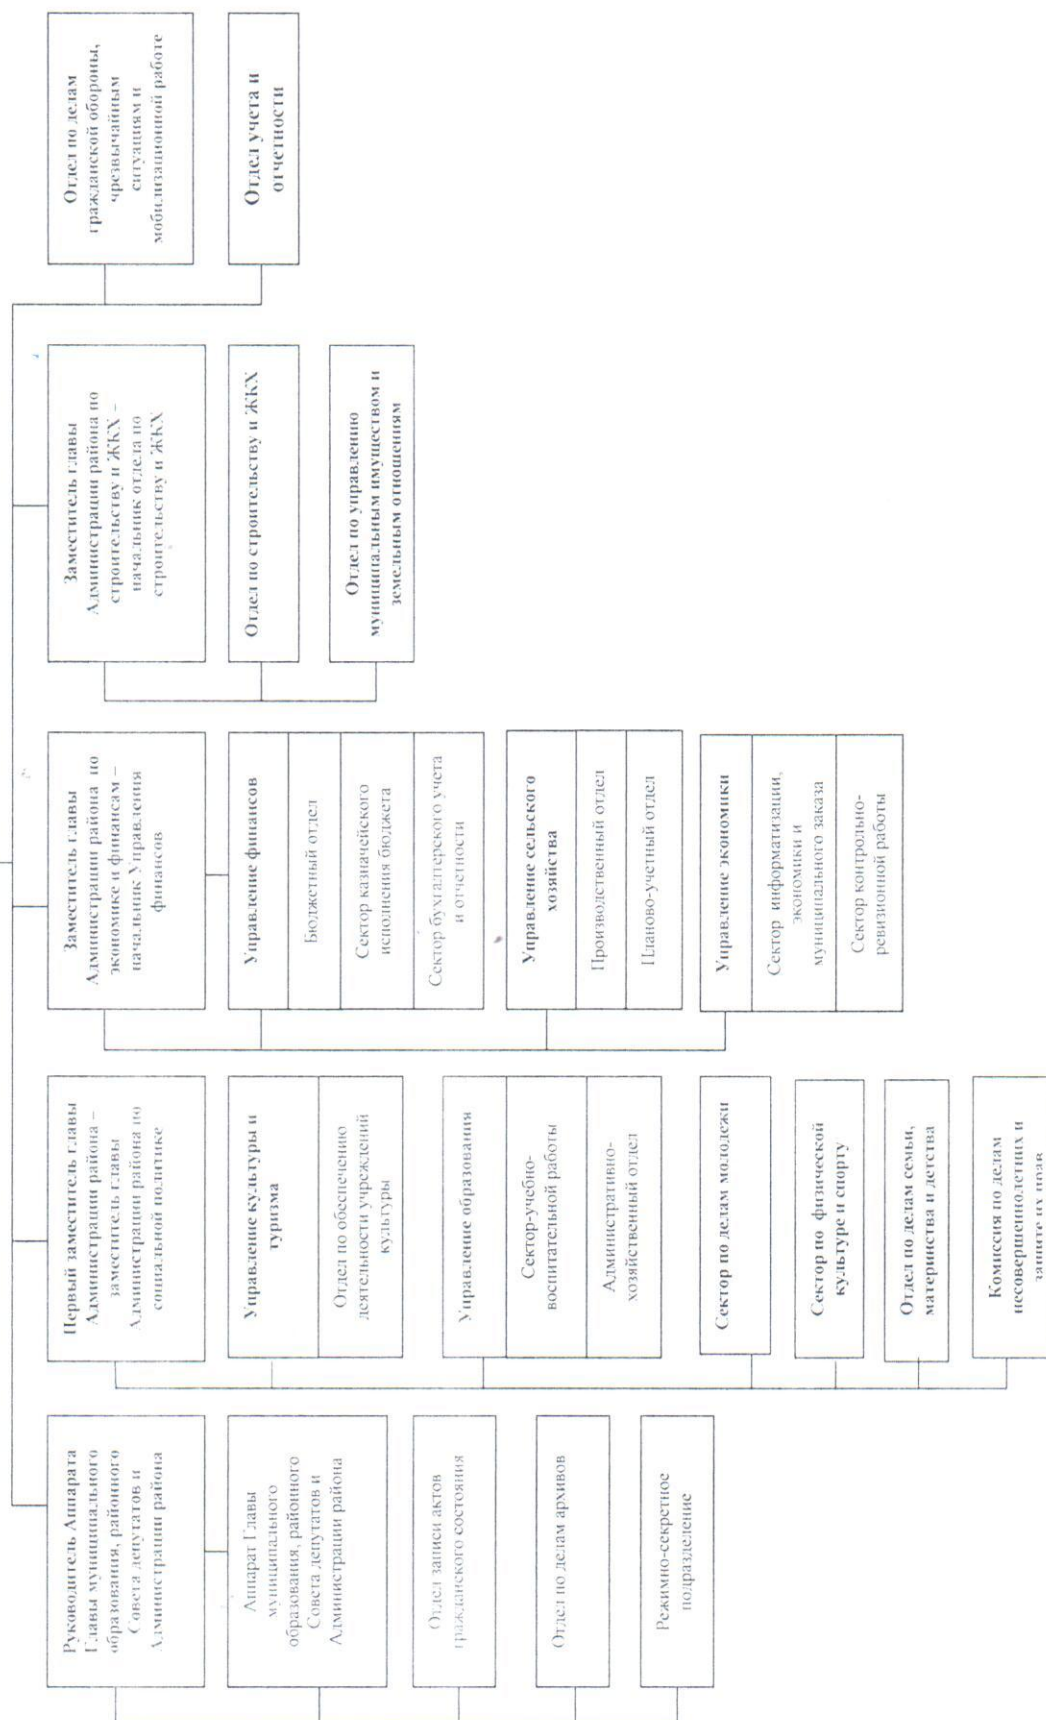 Руководитель Аппарата
Главы муниципального
образования, районного
Совета депутатов и
Администрации района
Аппарат Главы
муниципального
образования, районного
Совета депутатов и
Администрации района
Отдел записи актов
гражданского состояния
Отдел по делам архивов
Режимно-секретное
подразделение
Первый заместитель главы
Администрации района –
заместитель главы
Администрации района по
социальной политике
Управление культуры и
туризма
Отдел по обеспечению
деятельности учреждений
культуры
Управление образования
Сектор-учебно-
воспитательной работы
Административно-
хозяйственный отдел
Сектор по делам молодежи
Сектор по физической
культуре и спорту
Отдел по делам семьи,
материнства и детства
Комиссия по делам
несовершеннолетних и
защите их прав
Заместитель главы
Администрации района по
экономике и финансам –
начальник Управления
финансов
Управление финансов
Бюджетный отдел
Сектор казначейского
исполнения бюджета
Сектор бухгалтерского учета
и отчетности
Управление сельского
хозяйства
Производственный отдел
Планово-учетный отдел
Управление экономики
Сектор информатизации,
экономики и
муниципального заказа
Сектор контрольно-
ревизионной работы
Заместитель главы
Администрации района по
строительству и ЖКХ –
начальник отдела по
строительству и ЖКХ
Отдел по строительству и ЖКХ
Отдел по управлению
муниципальным имуществом и
земельным отношениям
Отдел по делам
гражданской обороны,
чрезвычайным
ситуациям и
мобилизационной работе
Отдел учета и
отчетности